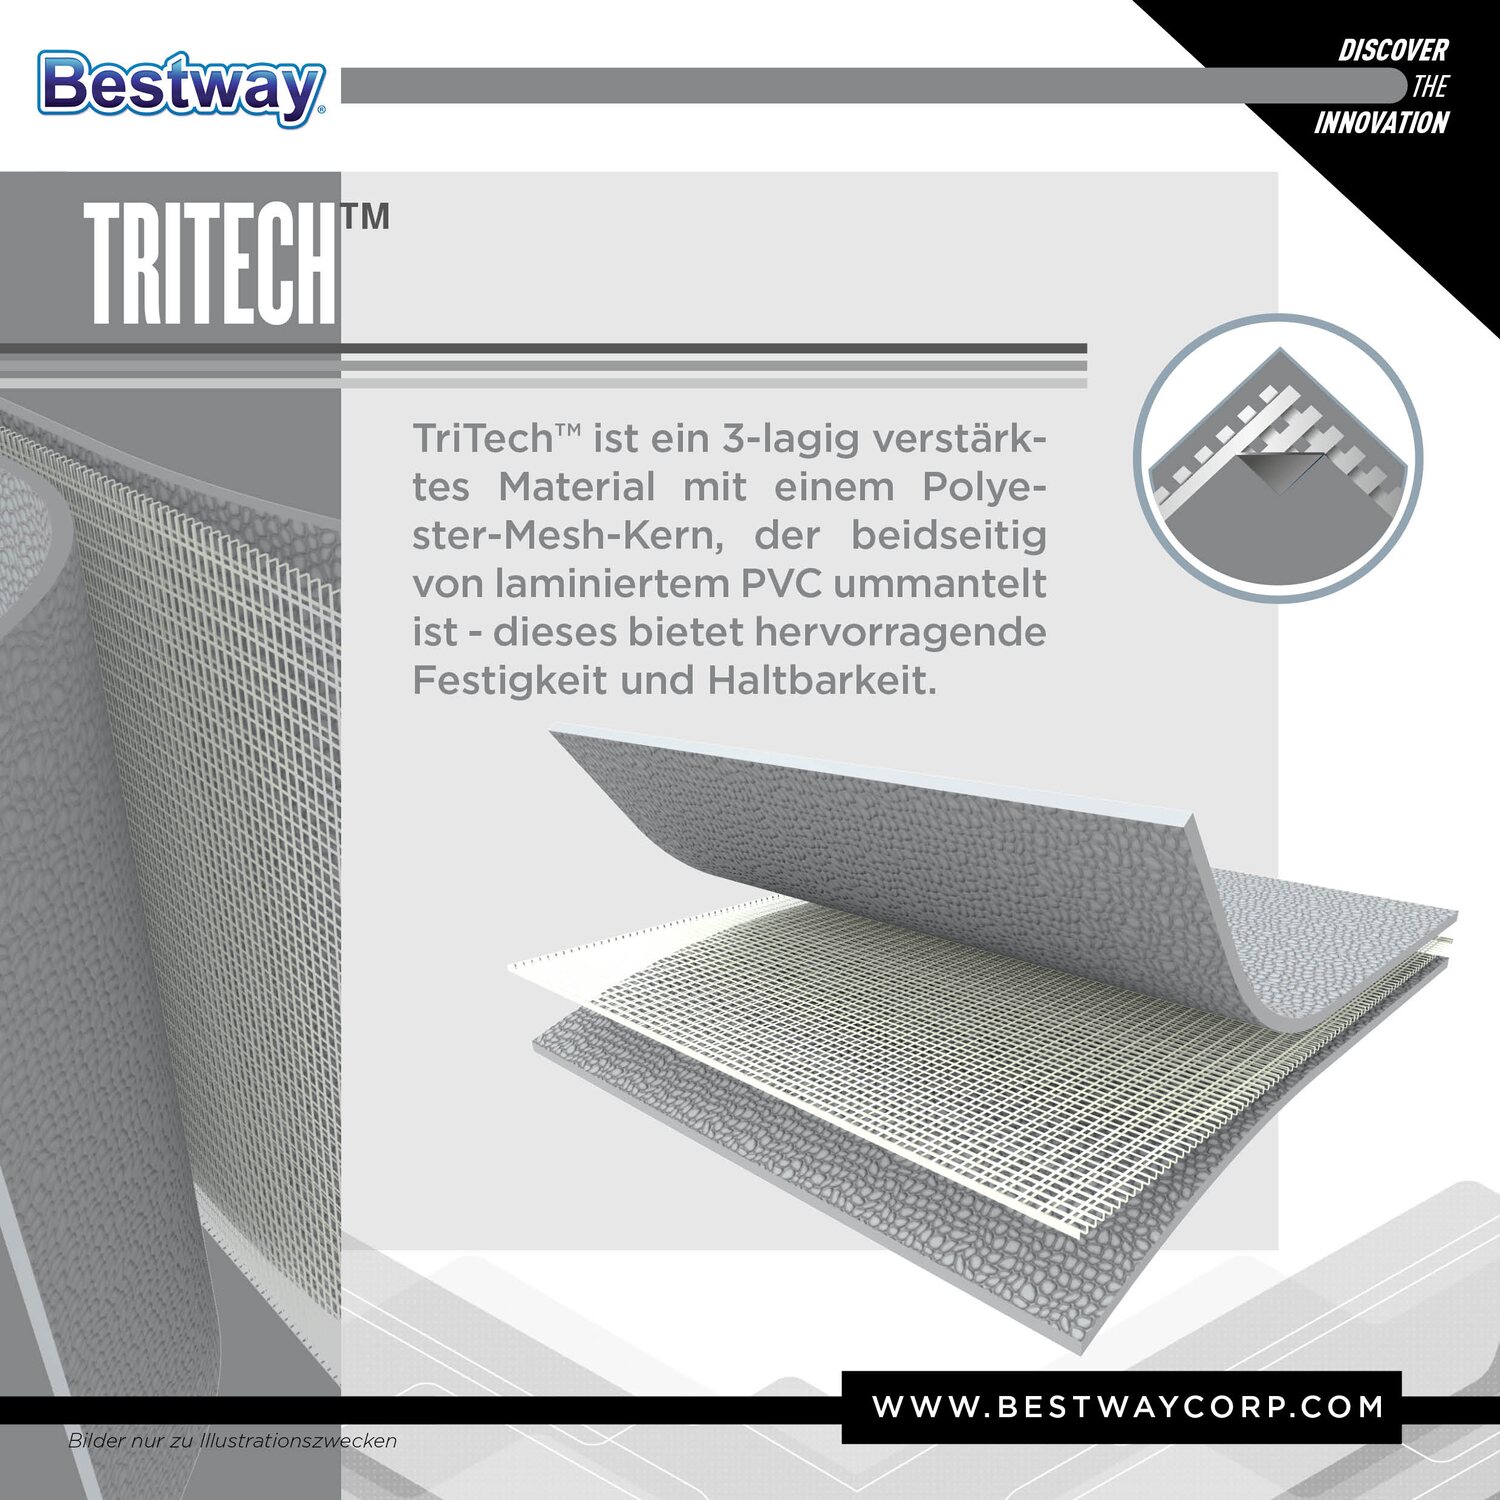 Bestway®
DISCOVER
THE
INNOVATION
TRITECH™
TriTech™ ist ein 3-lagig verstärk-
tes Material mit einem Polye-
ster-Mesh-Kern, der beidseitig
von laminiertem PVC ummantelt
ist - dieses bietet hervorragende
Festigkeit und Haltbarkeit.
WWW.BESTWAYCORP.COM
Bilder nur zu Illustrationszwecken